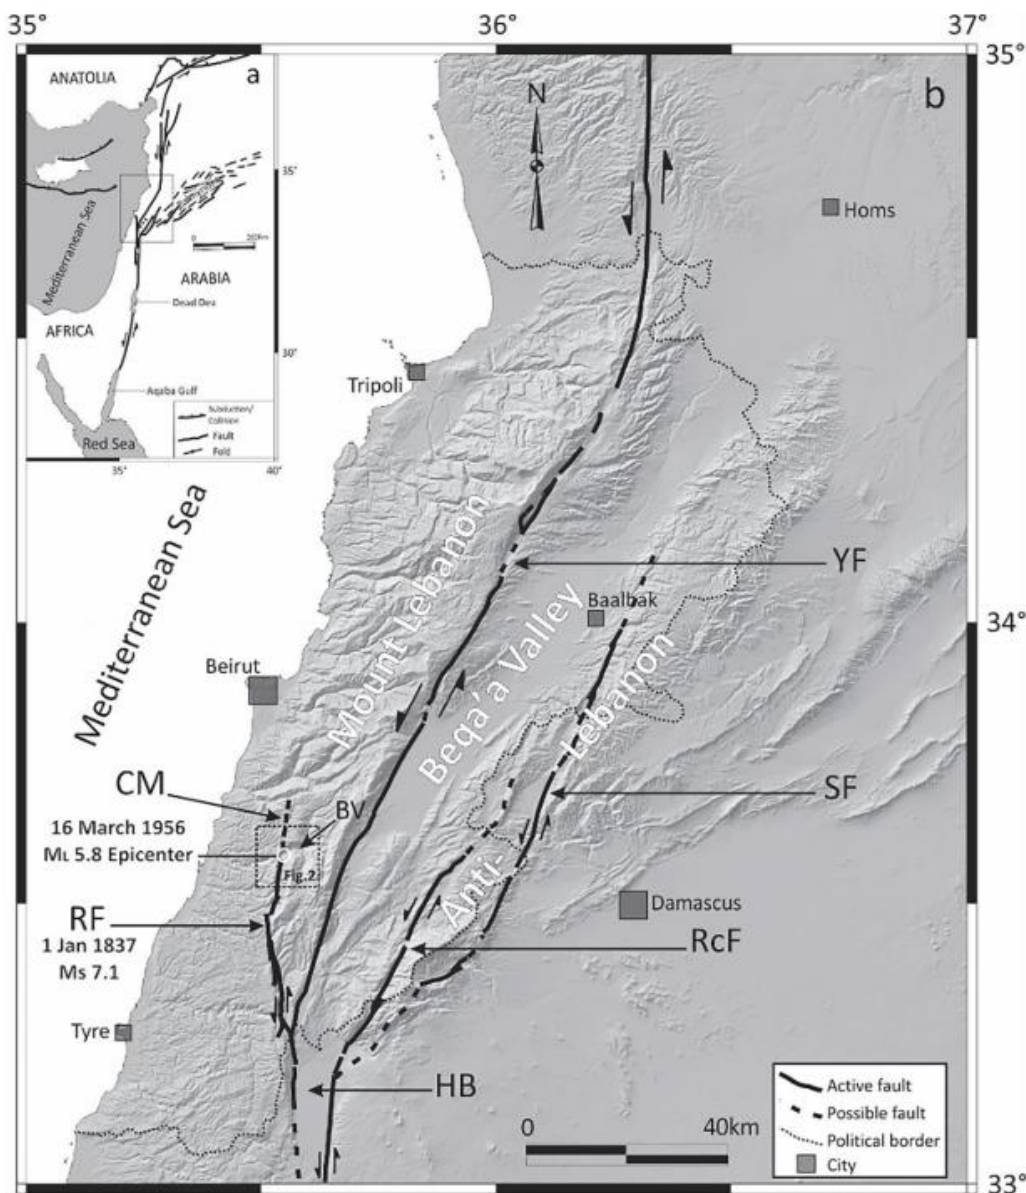 35°
36°
37°
35°
34°
33°
a
ANATOLIA
Mediterranean Sea
ARABIA
Dead Dea
AFRICA
Aqaba Gulf
Red Sea
Subduction/
Collision
Fault
Fold
35°
30°
35°
40°
b
N
Homs
Tripoli
Mediterranean Sea
Mount Lebanon
Beqa'a Valley
Baalbak
YF
Anti-
Lebanon
Beirut
CM
BV
16 March 1956
ML 5.8 Epicenter
Fig.2
SF
RF
1 Jan 1837
Ms 7.1
Damascus
RcF
Tyre
HB
0 40km
Active fault
Possible fault
Political border
City